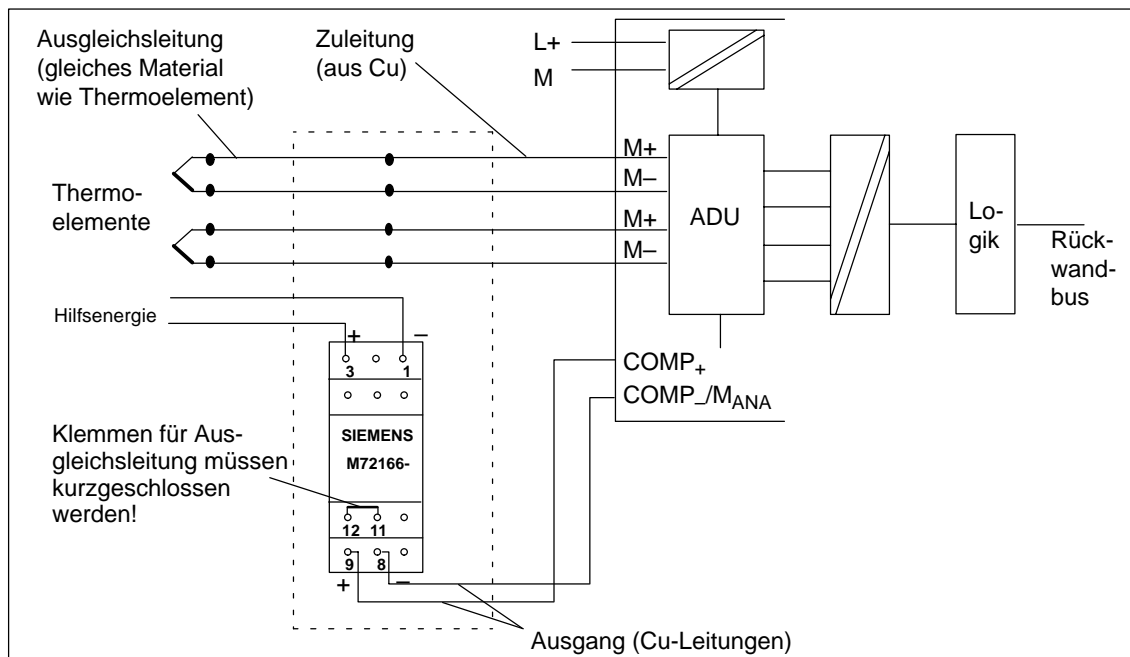 Ausgleichsleitung
(gleiches Material
wie Thermoelement)
Zuleitung
(aus Cu)
L+
M
Thermo-
elemente
M+
M–
M+
M–
ADU
Lo-
gik
Rück-
wand-
bus
Hilfsenergie
+
–
3
1
COMP+
COMP–/MANA
SIEMENS
M72166-
Klemmen für Aus-
gleichsleitung müssen
kurzgeschlossen
werden!
12 11
9 8
+
–
Ausgang (Cu-Leitungen)